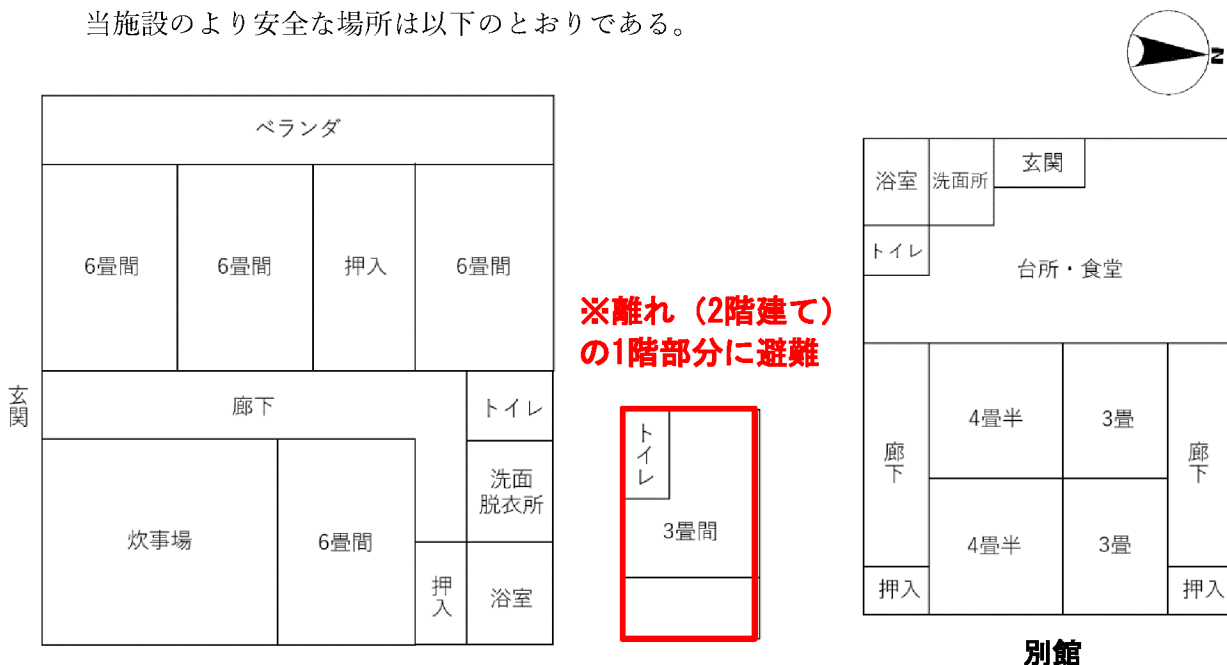 当施設のより安全な場所は以下のとおりである。
N
ベランダ
6畳間
6畳間
押入
6畳間
玄関
廊下
トイレ
洗面
脱衣所
炊事場
6畳間
押入
浴室
※離れ（2階建て）
の1階部分に避難
トイレ
3畳間
浴室
洗面所
玄関
トイレ
台所・食堂
廊下
4畳半
3畳
廊下
4畳半
3畳
押入
押入
別館